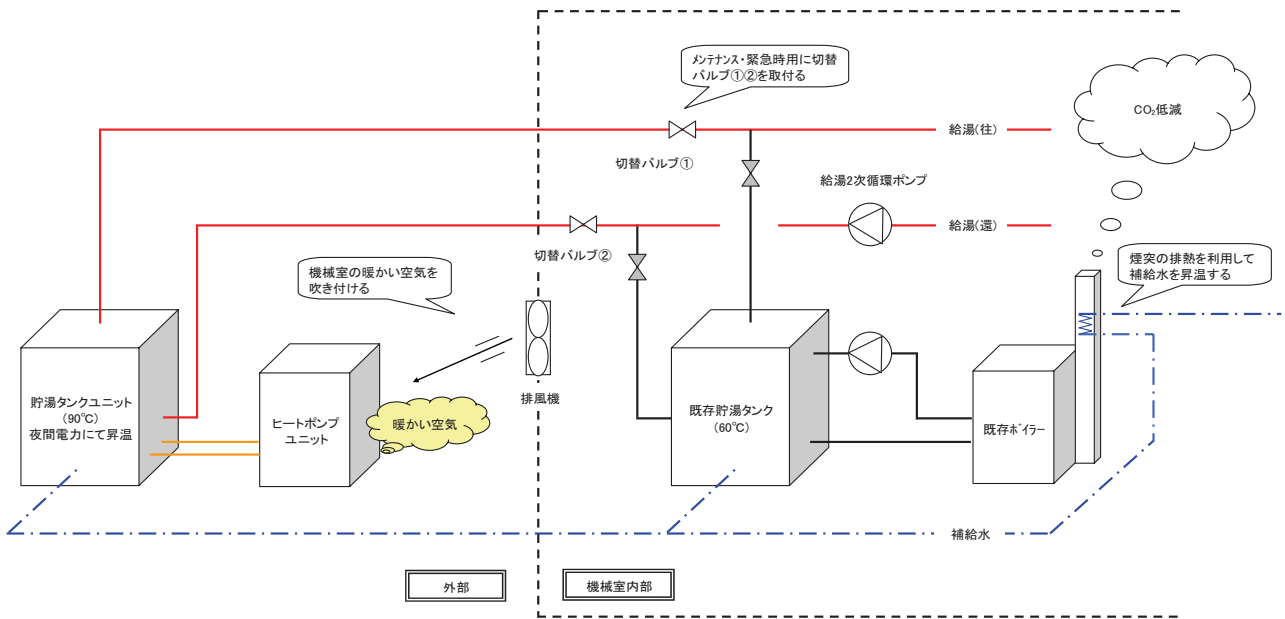 メンテナンス・緊急時用に切替
バルブ①②を取付る
CO₂低減
給湯(往)
切替バルブ①
給湯2次循環ポンプ
給湯(還)
切替バルブ②
機械室の暖かい空気を
吹き付ける
煙突の排熱を利用して
補給水を昇温する
貯湯タンクユニット
(90℃)
夜間電力にて昇温
ヒートポンプ
ユニット
暖かい空気
排風機
既存貯湯タンク
(60℃)
既存ボイラー
補給水
外部
機械室内部